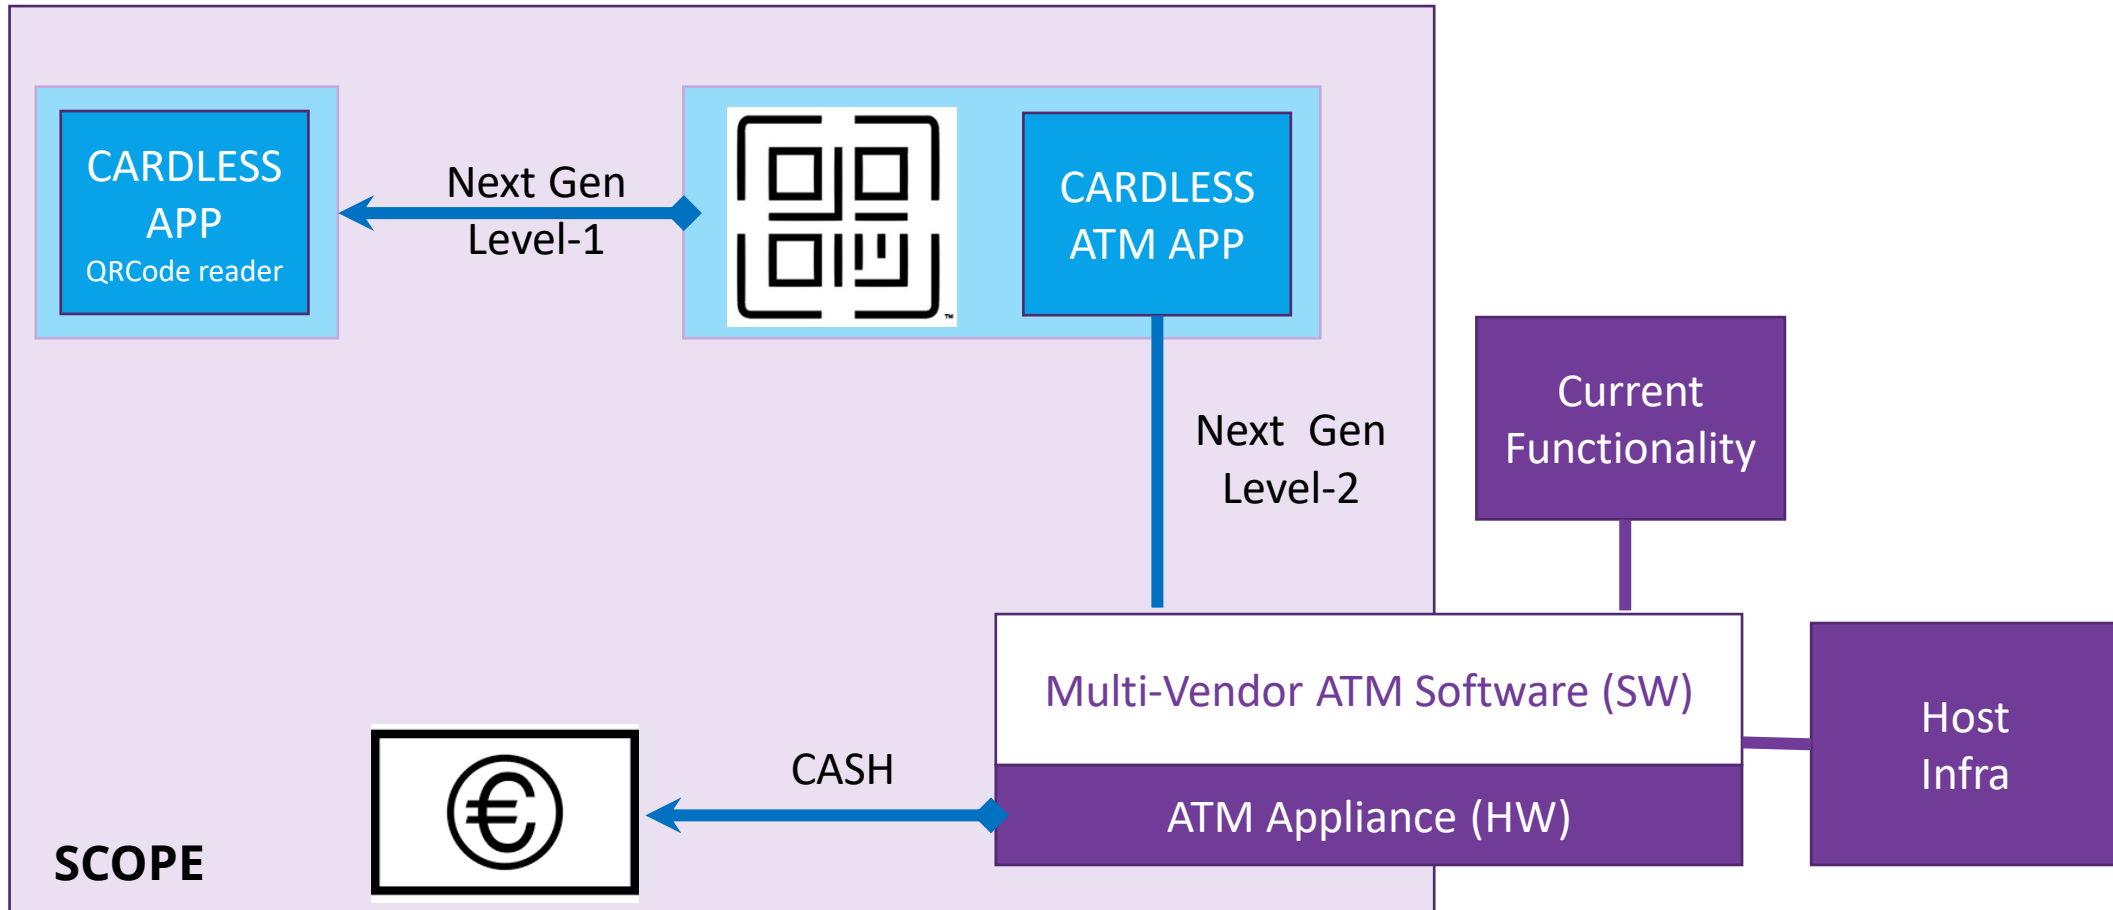 CARDLESS
APP
QRCode reader
Next Gen
Level-1
TM
CARDLESS
ATM APP
Next  Gen
Level-2
Current
Functionality
Multi-Vendor ATM Software (SW)
Host
Infra
CASH
€
ATM Appliance (HW)
SCOPE